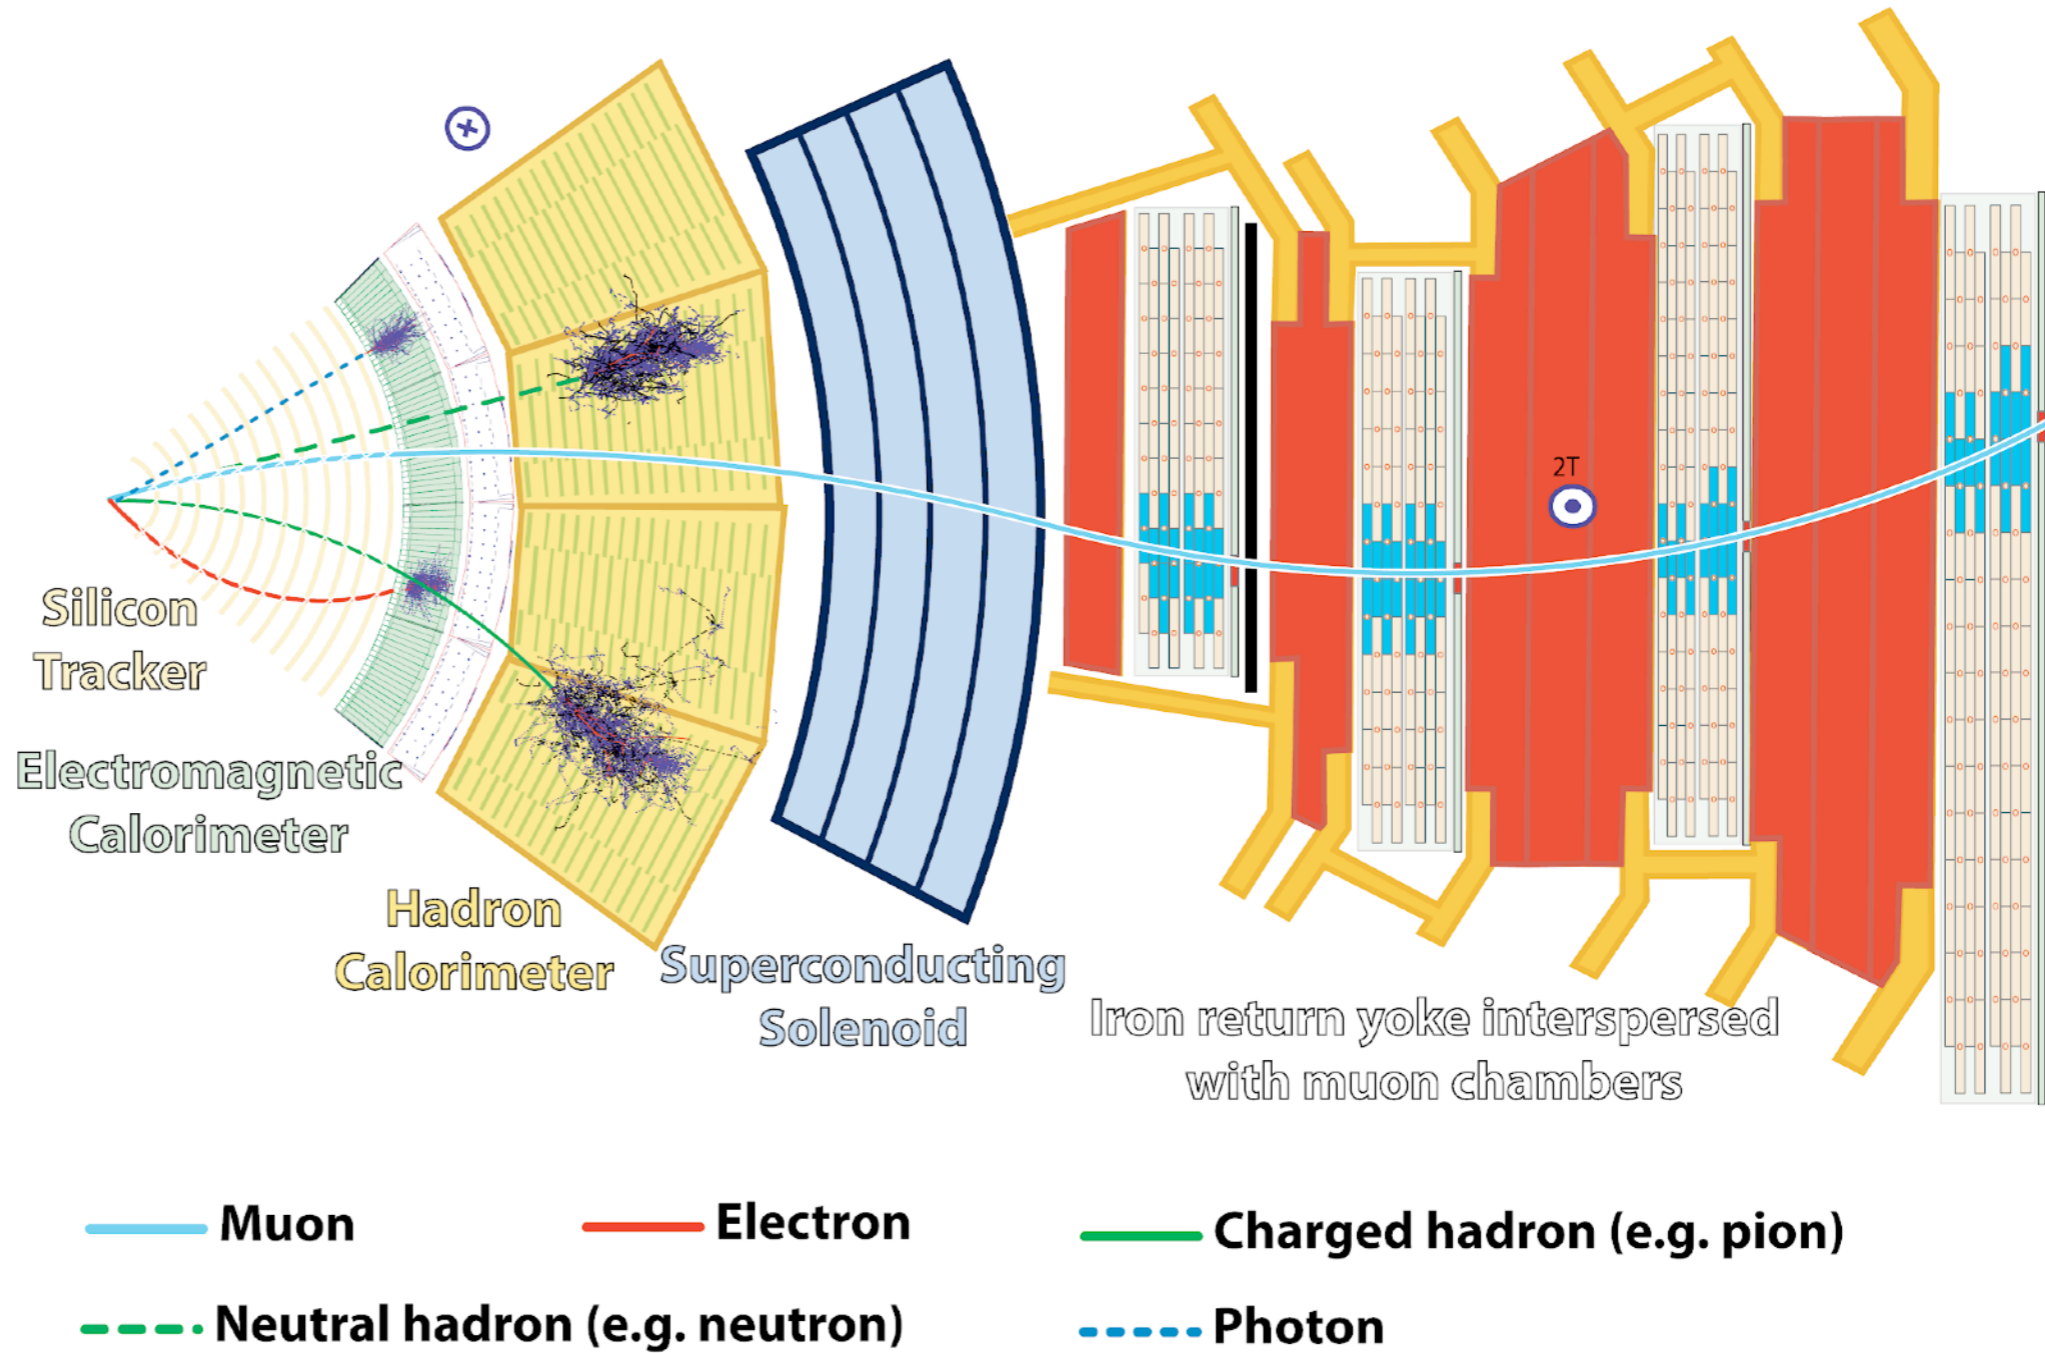 2T
Silicon
Tracker
Electromagnetic
Calorimeter
Hadron
Calorimeter
Superconducting
Solenoid
Iron return yoke interspersed
with muon chambers
Muon
Electron
Charged hadron (e.g. pion)
Neutral hadron (e.g. neutron)
Photon